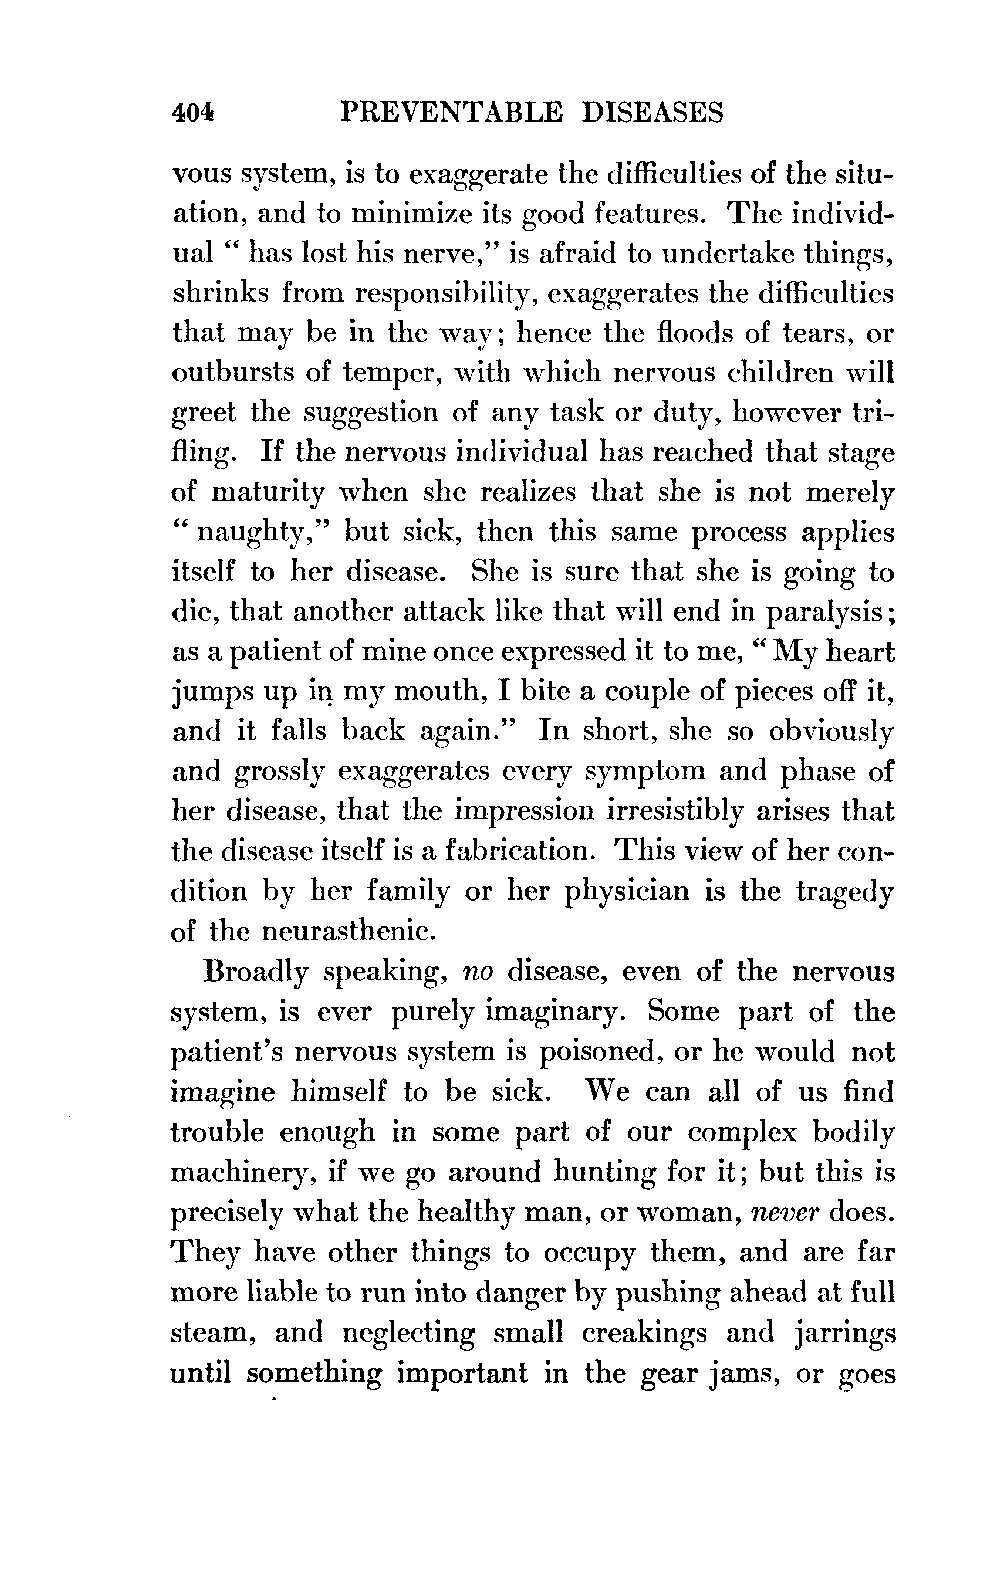 404 PREVENTABLE DISEASES
vous system, is to exaggerate the difficulties of the situ-
ation, and to minimize its good features. The individ-
ual “ has lost his nerve,” is afraid to undertake things,
shrinks from responsibility, exaggerates the difficulties
that may be in the way; hence the floods of tears, or
outbursts of temper, with which nervous children will
greet the suggestion of any task or duty, however tri-
fling. If the nervous individual has reached that stage
of maturity when she realizes that she is not merely
“ naughty,” but sick, then this same process applies
itself to her disease. She is sure that she is going to
die, that another attack like that will end in paralysis;
as a patient of mine once expressed it to me, “ My heart
jumps up in my mouth, I bite a couple of pieces off it,
and it falls back again.” In short, she so obviously
and grossly exaggerates every symptom and phase of
her disease, that the impression irresistibly arises that
the disease itself is a fabrication. This view of her con-
dition by her family or her physician is the tragedy
of the neurasthenic.
Broadly speaking, no disease, even of the nervous
system, is ever purely imaginary. Some part of the
patient’s nervous system is poisoned, or he would not
imagine himself to be sick. We can all of us find
trouble enough in some part of our complex bodily
machinery, if we go around hunting for it; but this is
precisely what the healthy man, or woman, never does.
They have other things to occupy them, and are far
more liable to run into danger by pushing ahead at full
steam, and neglecting small creakings and jarrings
until something important in the gear jams, or goes